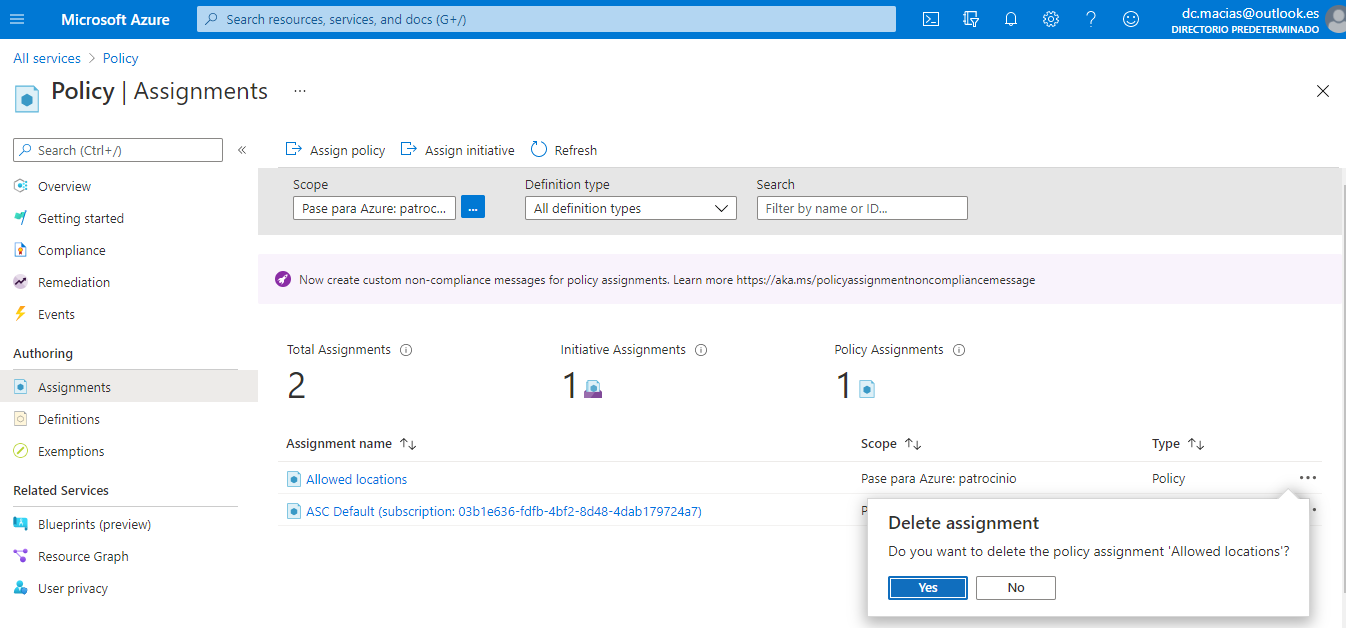 Microsoft Azure
Search resources, services, and docs (G+/)
dc.macias@outlook.es
DIRECTORIO PREDETERMINADO
All services > Policy
Policy | Assignments ...
Search (Ctrl+/) «
Overview
Getting started
Compliance
Remediation
Events
Authoring
Assignments
Definitions
Exemptions
Related Services
Blueprints (preview)
Resource Graph
User privacy
Assign policy Assign initiative Refresh
Scope Definition type Search
Pase para Azure: patroc... ... All definition types Filter by name or ID...
Now create custom non-compliance messages for policy assignments. Learn more https://aka.ms/policyassignmentnoncompliancemessage
Total Assignments Initiative Assignments Policy Assignments
2 1 1
Assignment name ↑↓ Scope ↑↓ Type ↑↓
Allowed locations Pase para Azure: patrocinio Policy ...
ASC Default (subscription: 03b1e636-fdfb-4bf2-8d48-4dab179724a7)
Delete assignment
Do you want to delete the policy assignment 'Allowed locations'?
Yes No